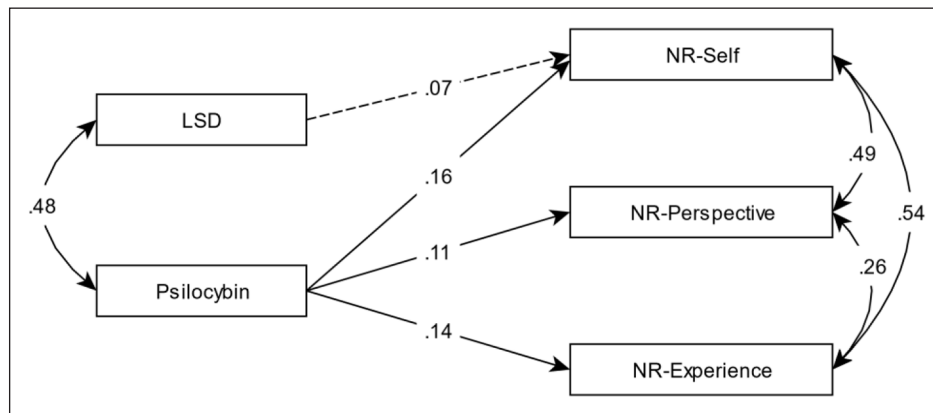 NR-Self
.07
LSD
.16
.49
.48
NR-Perspective
.54
.11
.26
Psilocybin
.14
NR-Experience